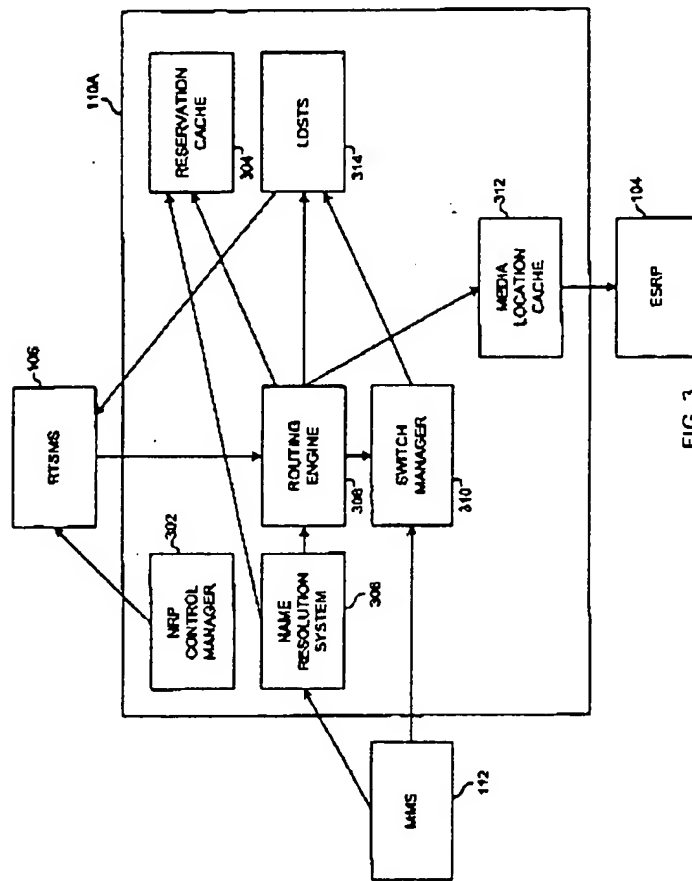 106
110A
RTSMS
302
NRP
CONTROL
MANAGER
RESERVATION
CACHE
304
NAME
RESOLUTION
SYSTEM
306
ROUTING
ENGINE
308
LDSTS
314
MIMS
112
SWITCH
MANAGER
310
312
MEDIA
LOCATION
CACHE
104
ESRP
FIG. 3